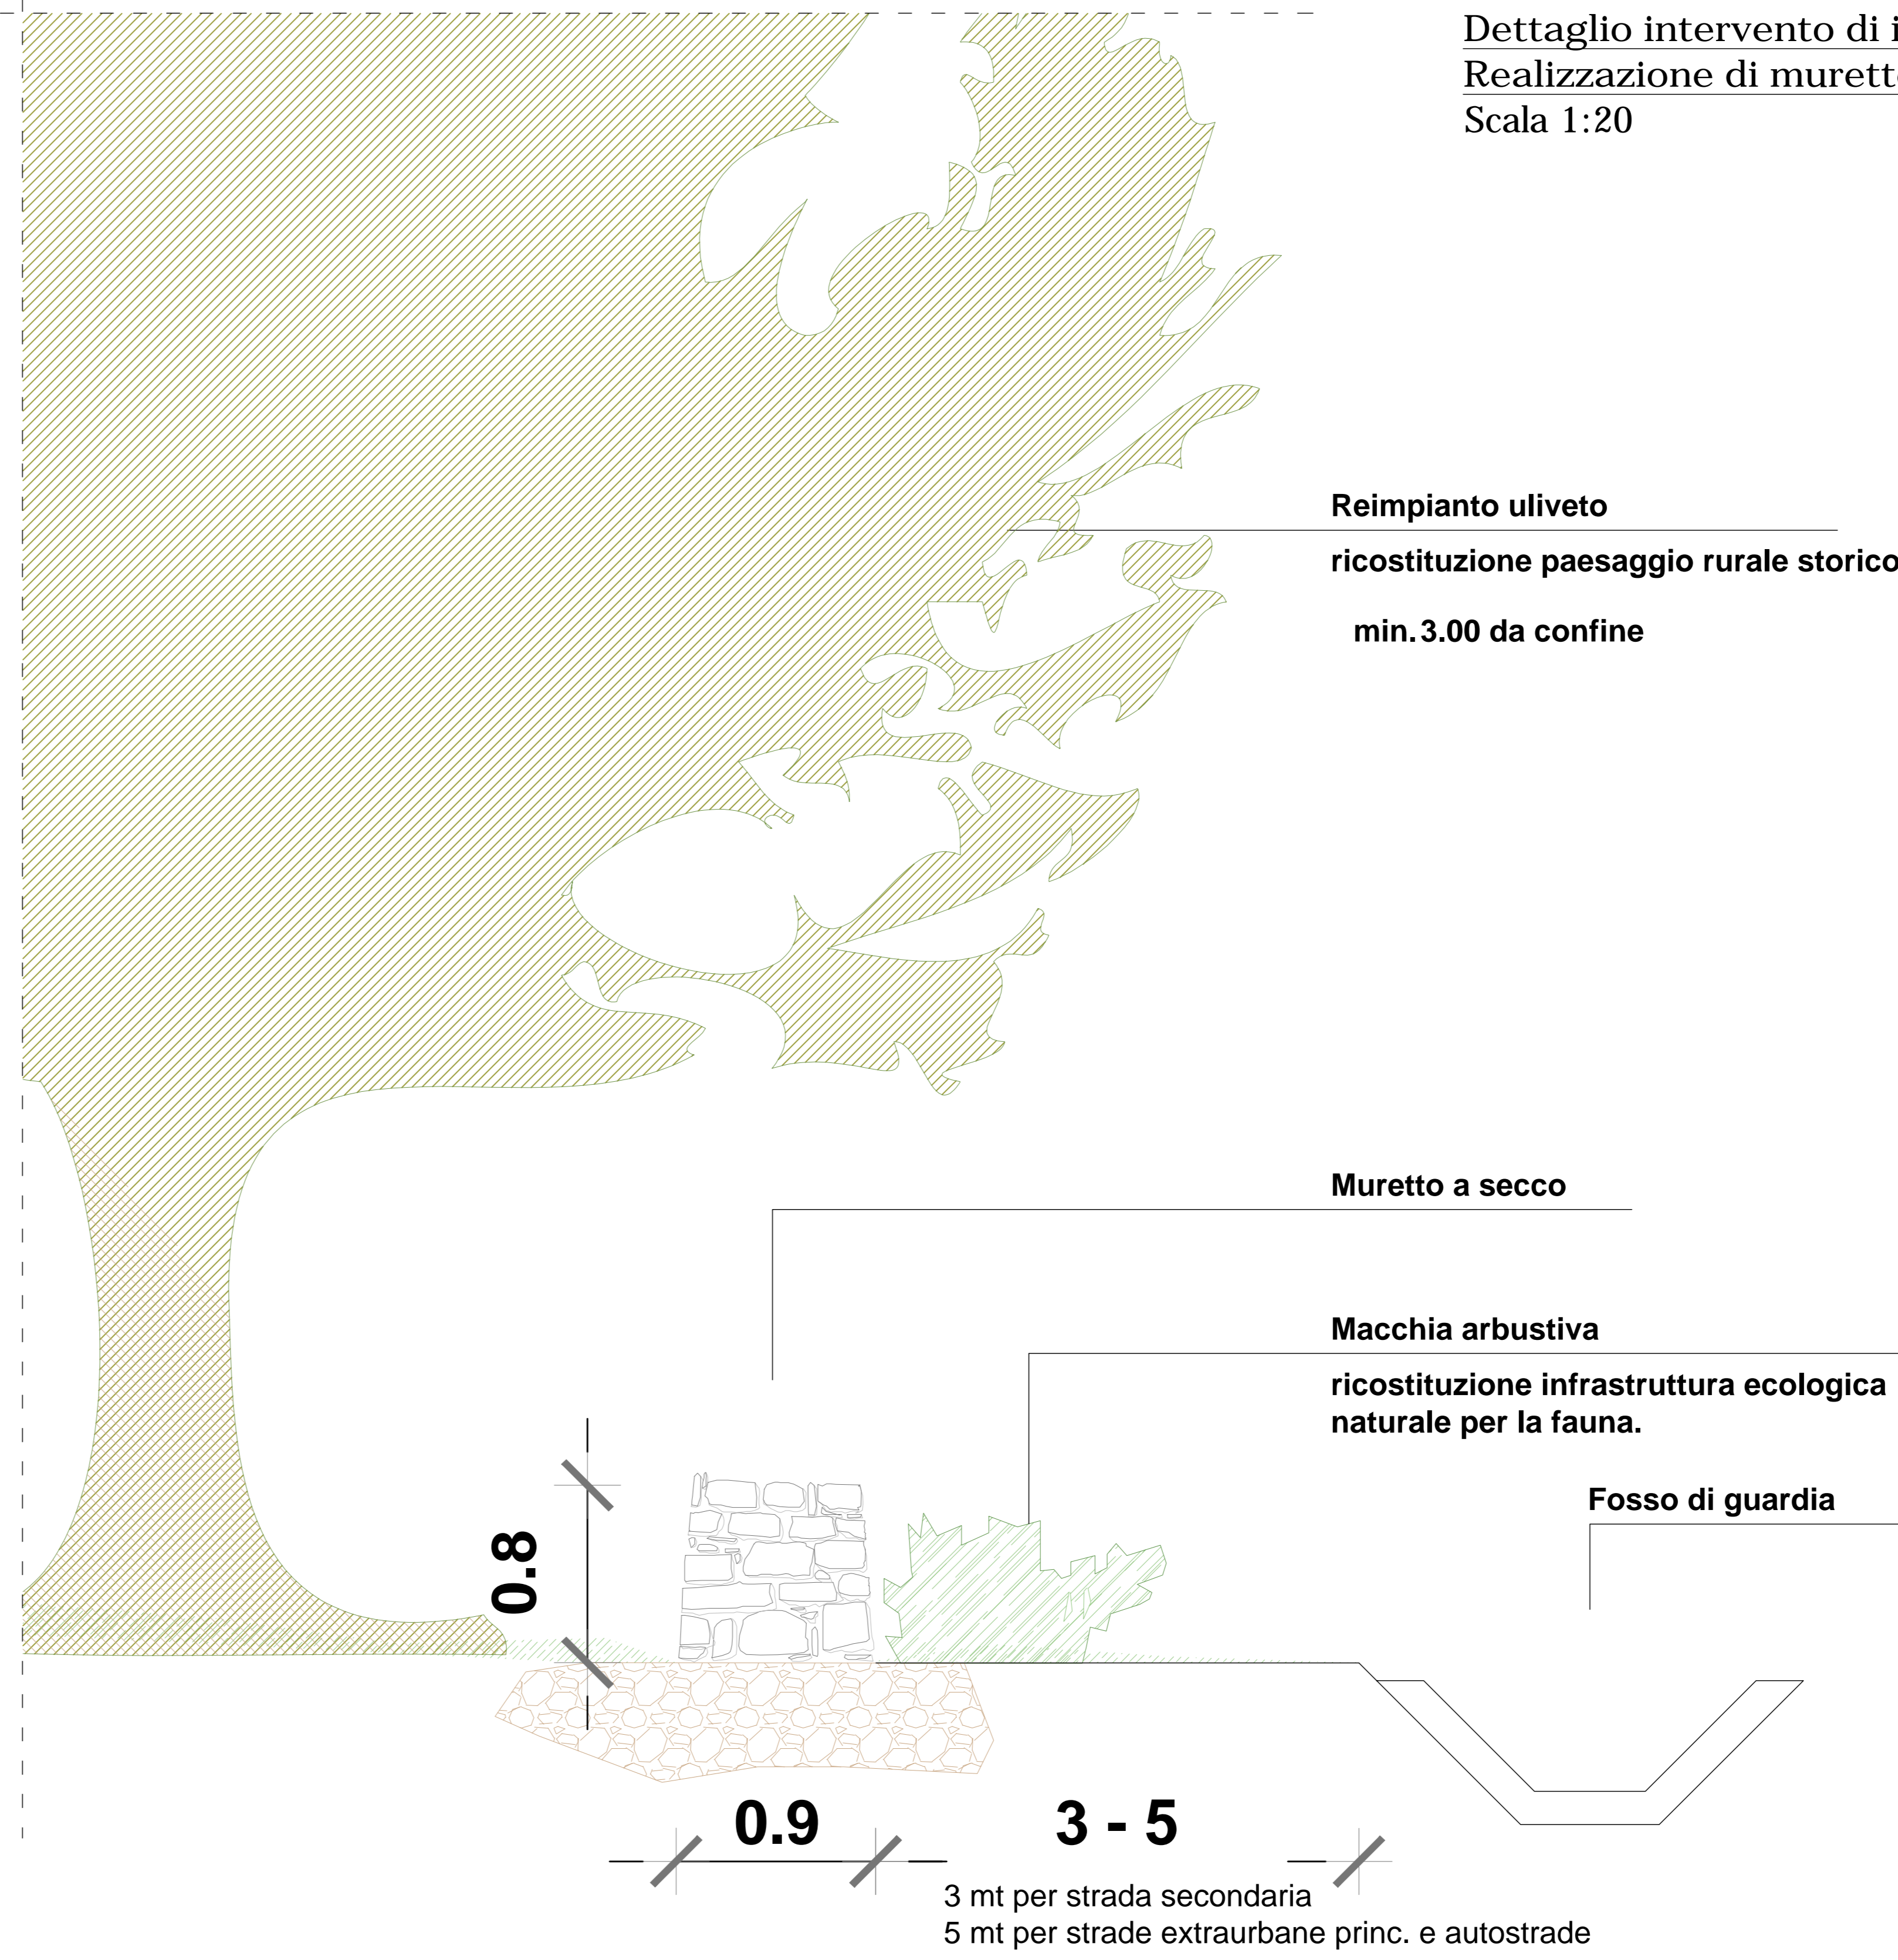 Dettaglio intervento di
Realizzazione di
Scala 1:20
Reimpianto uliveto
ricostituzione paesaggio rurale storico
min. 3.00 da confine
Muretto a secco
Macchia arbustiva
ricostituzione infrastruttura ecologica
naturale per la fauna.
Fosso di guardia
0.8
0.9
3 - 5
3 mt per strada secondaria
5 mt per strade extraurbane princ. e autostrade